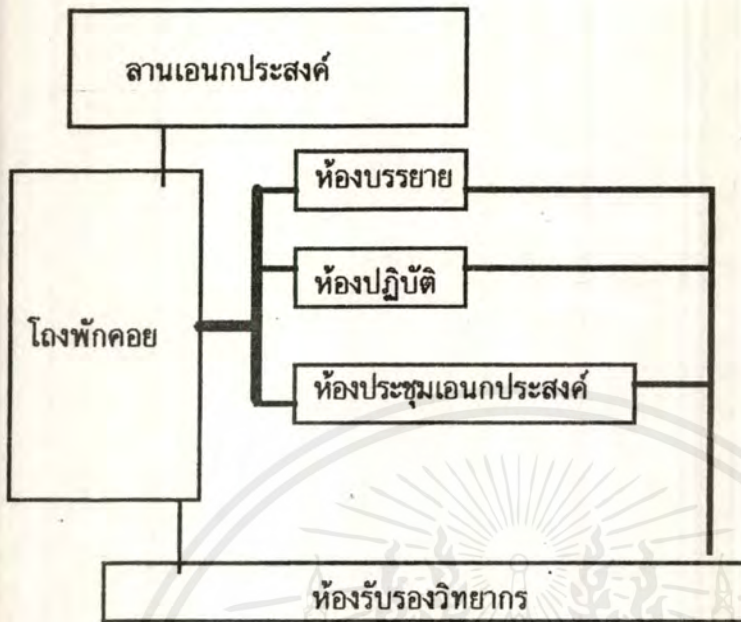 ลานเอนกประสงค์
ห้องบรรยาย
ห้องปฏิบัติ
โถงพักคอย
ห้องประชุมเอนกประสงค์
ห้องรับรองวิทยากร